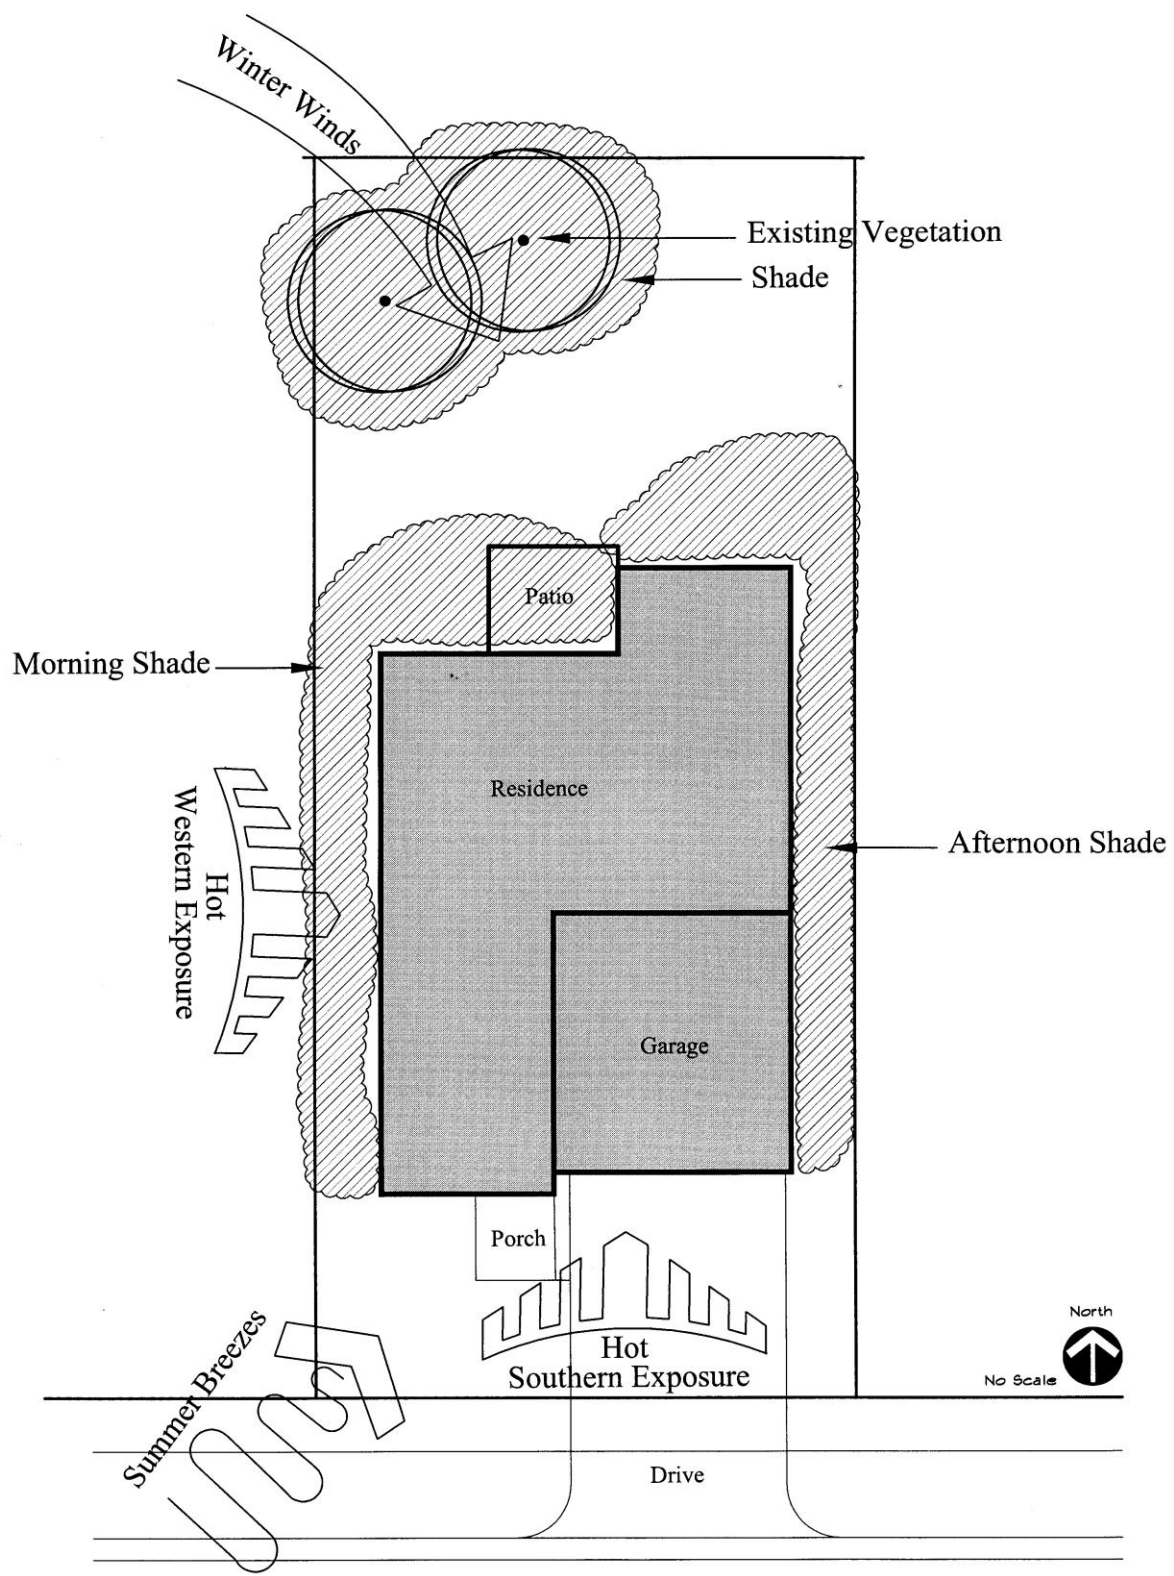 Winter Winds
Existing Vegetation
Shade
Patio
Morning Shade
Residence
Hot
Western Exposure
Afternoon Shade
Garage
Porch
Summer Breezes
Hot
Southern Exposure
North
No Scale
Drive